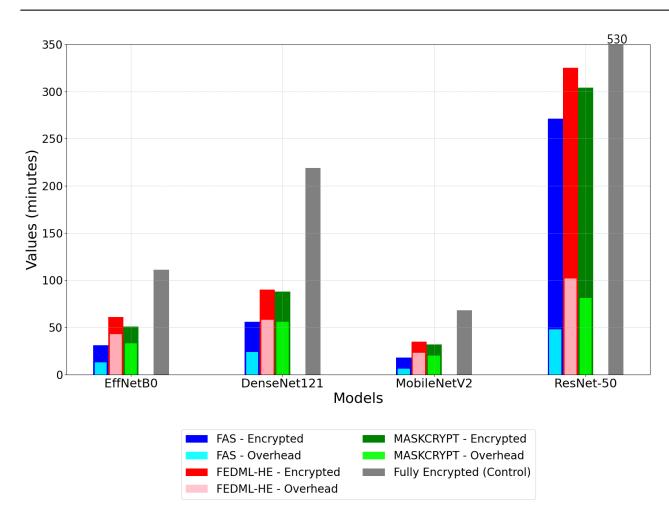 530
350
300
250
200
150
100
50
0
Values (minutes)
EffNetB0 DenseNet121 MobileNetV2 ResNet-50
Models
FAS - Encrypted
FAS - Overhead
FEDML-HE - Encrypted
FEDML-HE - Overhead
MASKCRYPT - Encrypted
MASKCRYPT - Overhead
Fully Encrypted (Control)